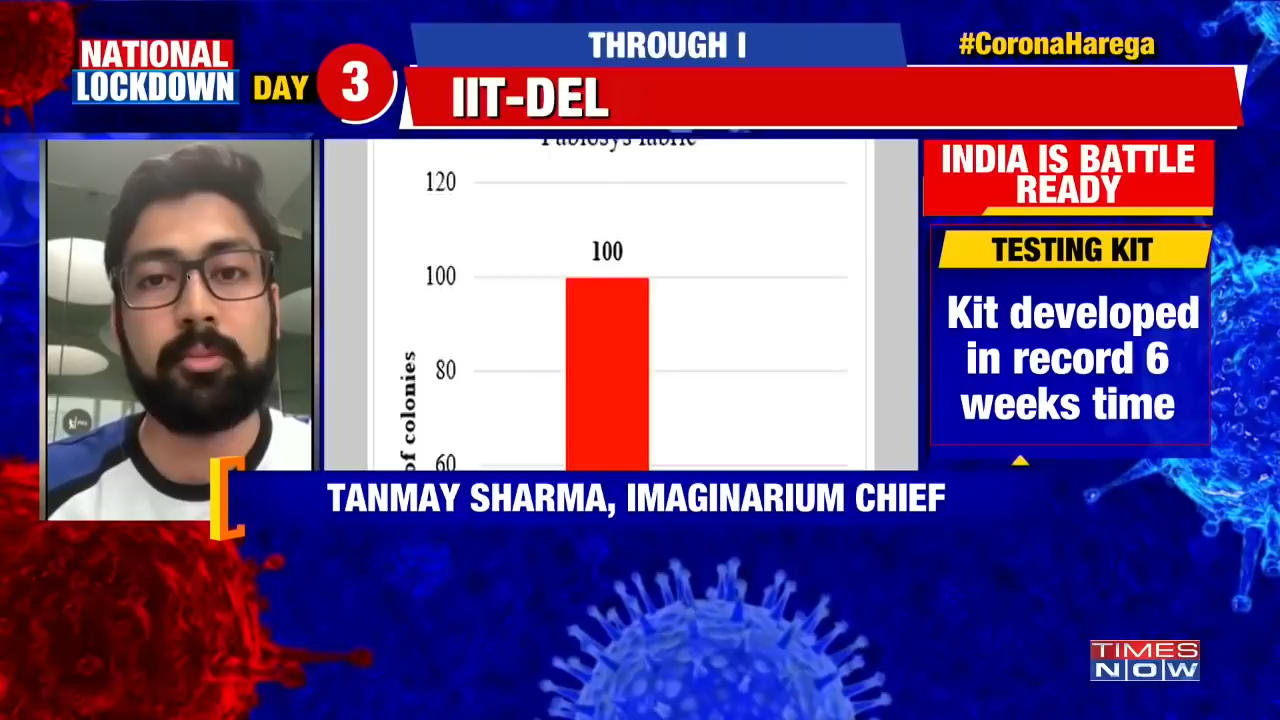 NATIONAL
LOCKDOWN
DAY
3
THROUGH I
#CoronaHarega
IIT-DEL
INDIA IS BATTLE
READY
TESTING KIT
Kit developed
in record 6
weeks time
120
100
100
80
60
of colonies
TANMAY SHARMA, IMAGINARIUM CHIEF
TIMES
NOW